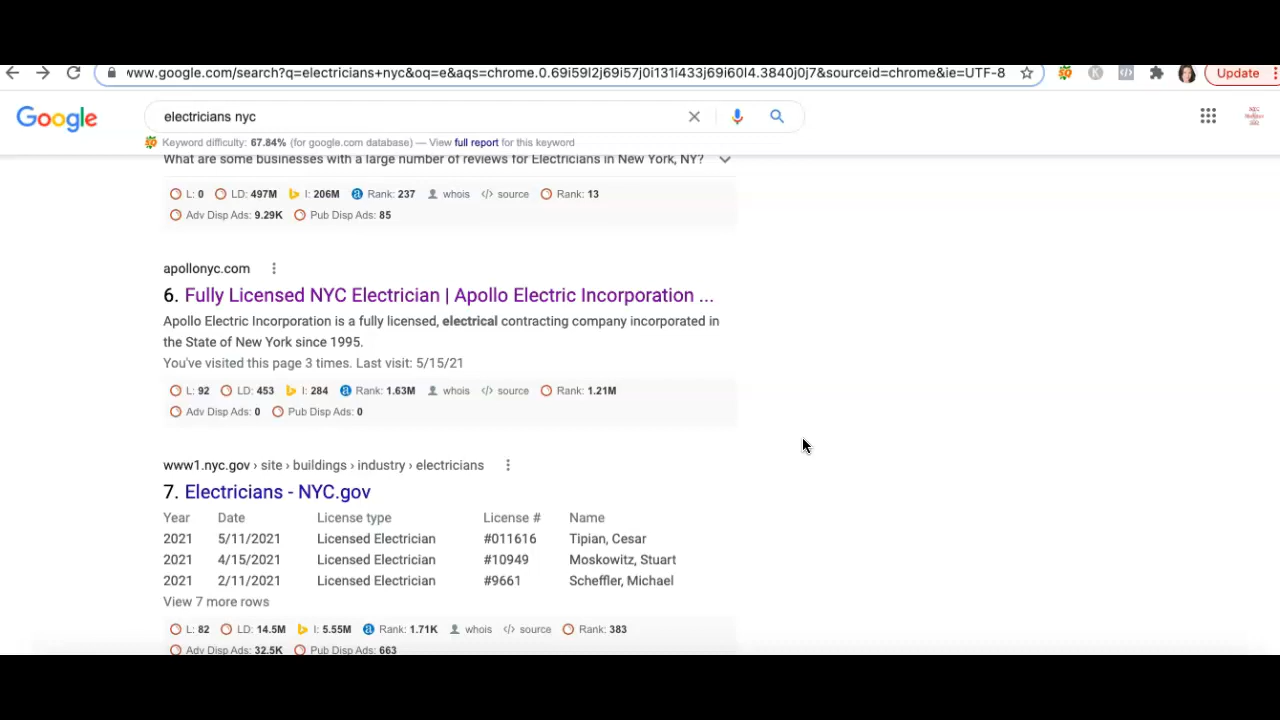 www.google.com/search?q=electricians+nyc&oq=e&aqs=chrome.0.69i59l2j69i57j0i131i433j69i60l4.3840j0j7&sourceid=chrome&ie=UTF-8 Update
Google electricians nyc
Keyword difficulty: 67.84% (for google.com database) — View full report for this keyword
What are some businesses with a large number of reviews for Electricians in New York, NY?
L: 0 LD: 497M I: 206M Rank: 237 whois </> source Rank: 13
Adv Disp Ads: 9.29K Pub Disp Ads: 85
apollonyc.com
6. Fully Licensed NYC Electrician | Apollo Electric Incorporation ...
Apollo Electric Incorporation is a fully licensed, electrical contracting company incorporated in
the State of New York since 1995.
You've visited this page 3 times. Last visit: 5/15/21
L: 92 LD: 453 I: 284 Rank: 1.63M whois </> source Rank: 1.21M
Adv Disp Ads: 0 Pub Disp Ads: 0
www1.nyc.gov › site › buildings › industry › electricians
7. Electricians - NYC.gov
Year Date License type License # Name
2021 5/11/2021 Licensed Electrician #011616 Tipian, Cesar
2021 4/15/2021 Licensed Electrician #10949 Moskowitz, Stuart
2021 2/11/2021 Licensed Electrician #9661 Scheffler, Michael
View 7 more rows
L: 82 LD: 14.5M I: 5.55M Rank: 1.71K whois </> source Rank: 383
Adv Disp Ads: 32.5K Pub Disp Ads: 663